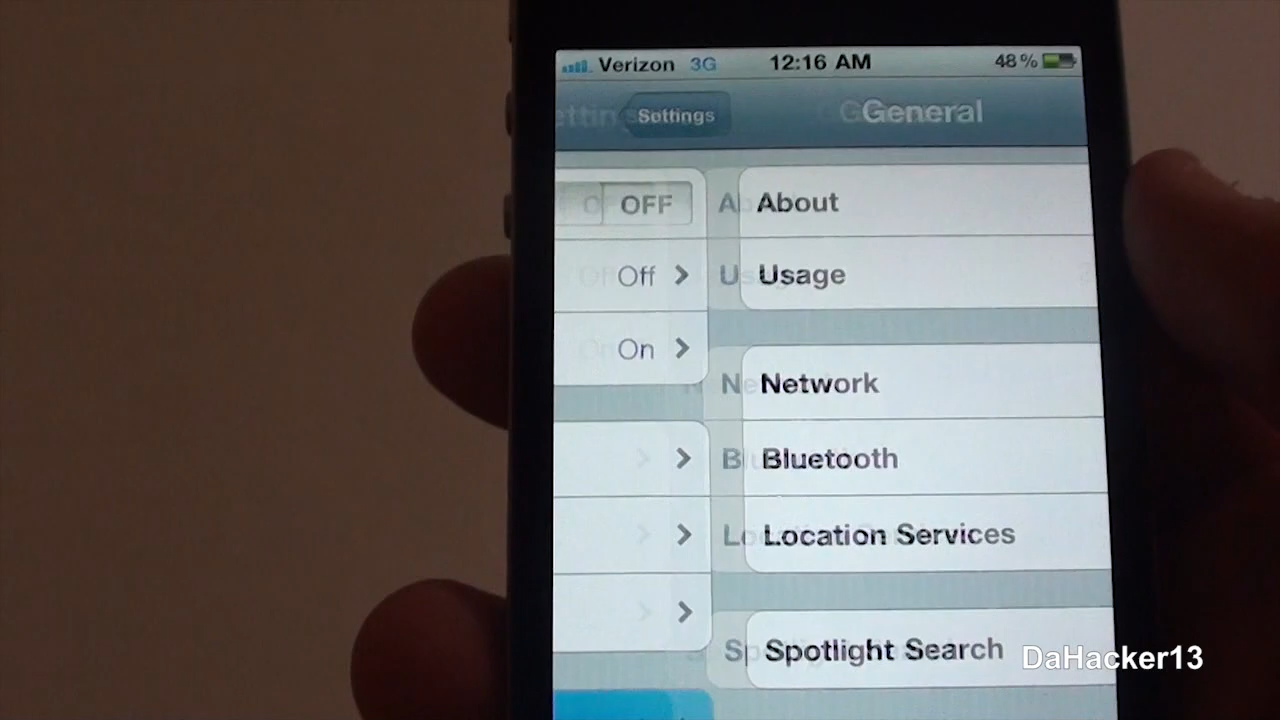 Verizon 3G 12:16 AM 48%
Settings General
OFF About
Off Usage
On
Network
Bluetooth
Location Services
Spotlight Search
DaHacker13